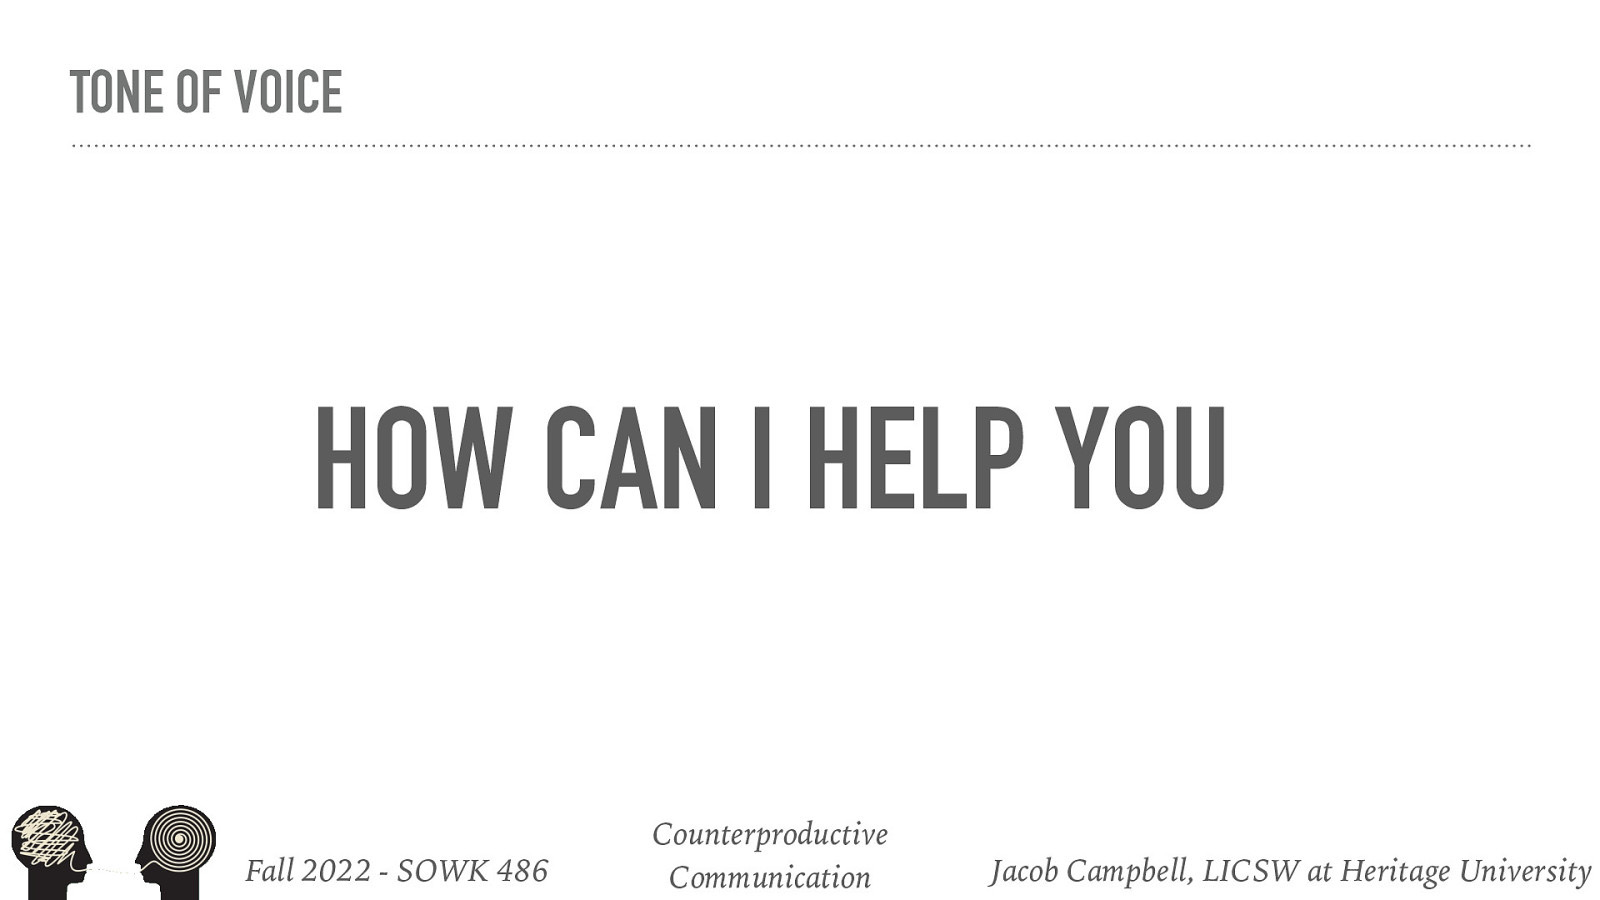 TONE OF VOICE
HOW CAN I HELP YOU
Fall 2022 - SOWK 486
Counterproductive
Communication
Jacob Campbell, LICSW at Heritage University